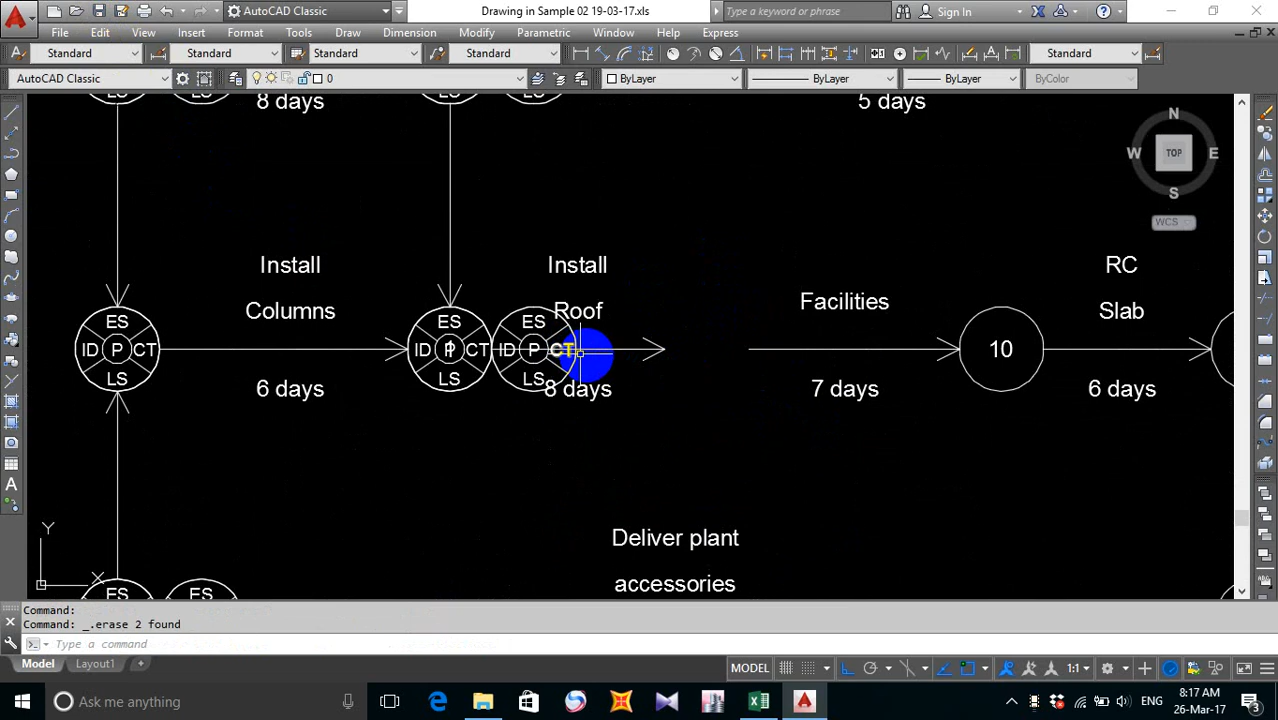 AutoCAD Classic
Drawing in Sample 02 19-03-17.xls
Type a keyword or phrase
Sign In
File Edit View Insert Format Tools Draw Dimension Modify Parametric Window Help Express
Standard Standard Standard Standard Standard
AutoCAD Classic 0 ByLayer ByLayer ByLayer ByColor
8 days 5 days
N
W TOP E
S
WCS
Install Install RC
Columns Roof Facilities Slab
ES ES ES
ID P CT ID CT ID P CT 10
LS LS LS
6 days 8 days 7 days 6 days
Y
X
Deliver plant
accessories
ES ES
Command:
Command: _.erase 2 found
Type a command
Model Layout1 + MODEL 1:1
Ask me anything
ENG
8:17 AM
26-Mar-17
3